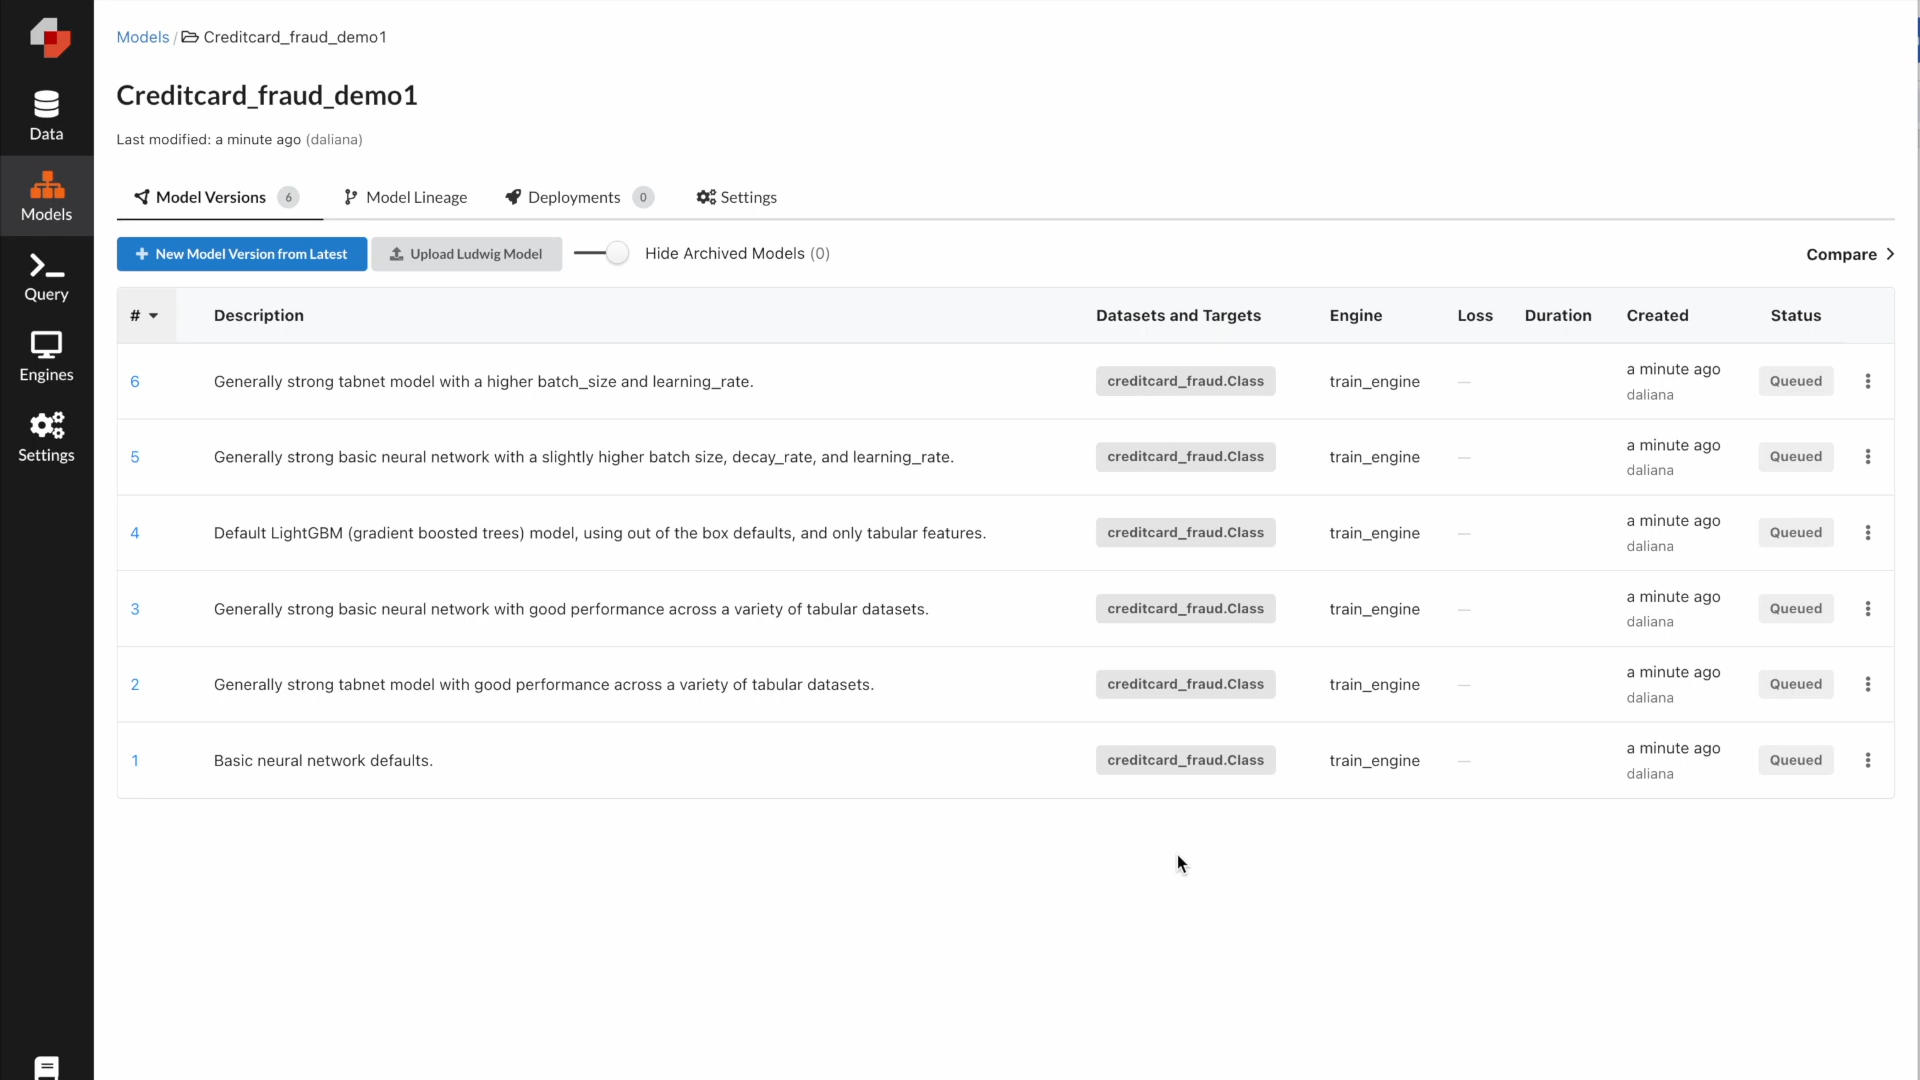 Models / Creditcard_fraud_demo1
Creditcard_fraud_demo1
Last modified: a minute ago (daliana)
Data
Models
Query
Engines
Settings
Model Versions 6 Model Lineage Deployments 0 Settings
+ New Model Version from Latest Upload Ludwig Model Hide Archived Models (0) Compare >
# Description Datasets and Targets Engine Loss Duration Created Status
6 Generally strong tabnet model with a higher batch_size and learning_rate. creditcard_fraud.Class train_engine — a minute ago Queued
daliana
5 Generally strong basic neural network with a slightly higher batch size, decay_rate, and learning_rate. creditcard_fraud.Class train_engine — a minute ago Queued
daliana
4 Default LightGBM (gradient boosted trees) model, using out of the box defaults, and only tabular features. creditcard_fraud.Class train_engine — a minute ago Queued
daliana
3 Generally strong basic neural network with good performance across a variety of tabular datasets. creditcard_fraud.Class train_engine — a minute ago Queued
daliana
2 Generally strong tabnet model with good performance across a variety of tabular datasets. creditcard_fraud.Class train_engine — a minute ago Queued
daliana
1 Basic neural network defaults. creditcard_fraud.Class train_engine — a minute ago Queued
daliana